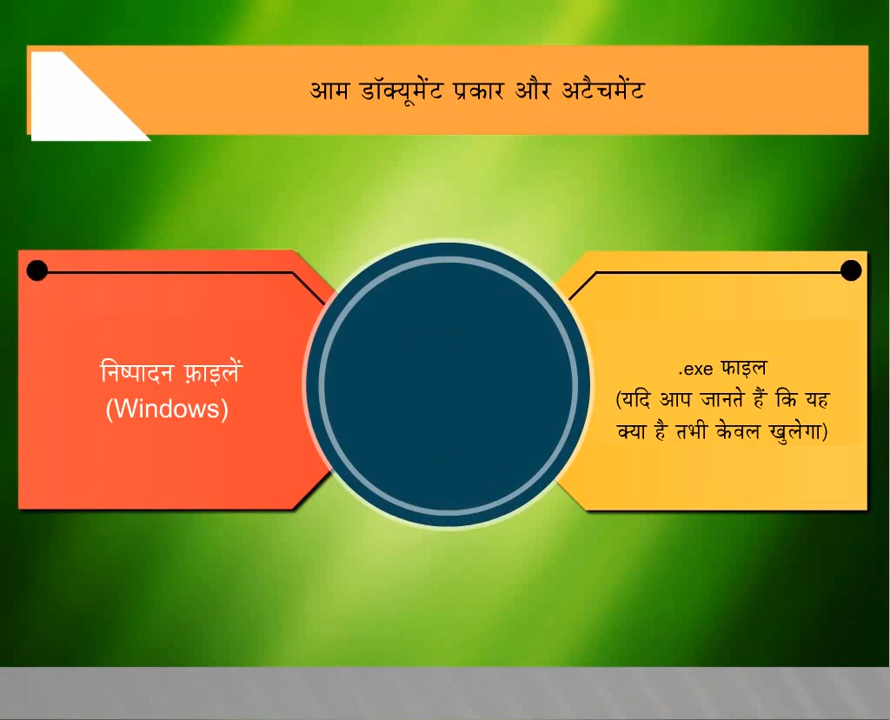 आम डॉक्यूमेंट प्रकार और अटैचमेंट
निष्पादन फ़ाइलें
(Windows)
.exe फाइल
(यदि आप जानते हैं कि यह
क्या है तभी केवल खुलेगा)